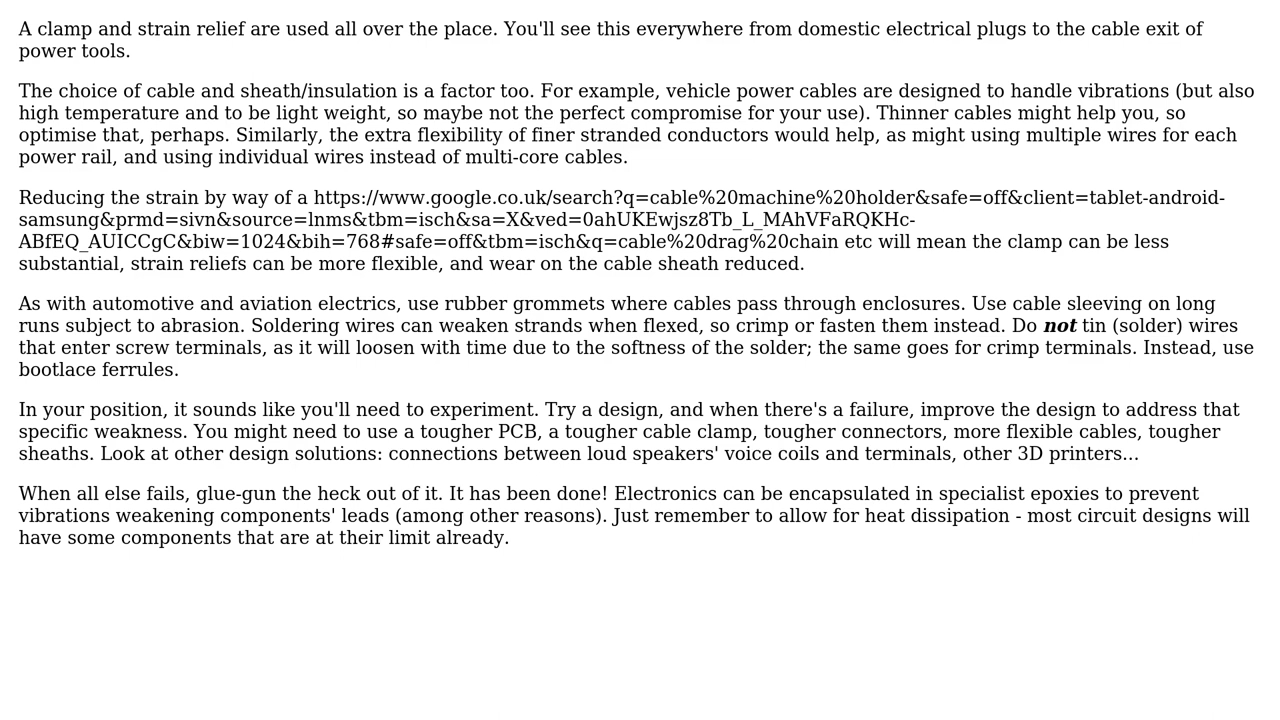 A clamp and strain relief are used all over the place. You'll see this everywhere from domestic electrical plugs to the cable exit of
power tools.
The choice of cable and sheath/insulation is a factor too. For example, vehicle power cables are designed to handle vibrations (but also
high temperature and to be light weight, so maybe not the perfect compromise for your use). Thinner cables might help you, so
optimise that, perhaps. Similarly, the extra flexibility of finer stranded conductors would help, as might using multiple wires for each
power rail, and using individual wires instead of multi-core cables.
Reducing the strain by way of a https://www.google.co.uk/search?q=cable%20machine%20holder&safe=off&client=tablet-android-
samsung&prmd=sivn&source=lnms&tbm=isch&sa=X&ved=0ahUKEwjsz8Tb_L_MAhVFaRQKHc-
ABfEQ_AUICCgC&biw=1024&bih=768#safe=off&tbm=isch&q=cable%20drag%20chain etc will mean the clamp can be less
substantial, strain reliefs can be more flexible, and wear on the cable sheath reduced.
As with automotive and aviation electrics, use rubber grommets where cables pass through enclosures. Use cable sleeving on long
runs subject to abrasion. Soldering wires can weaken strands when flexed, so crimp or fasten them instead. Do not tin (solder) wires
that enter screw terminals, as it will loosen with time due to the softness of the solder; the same goes for crimp terminals. Instead, use
bootlace ferrules.
In your position, it sounds like you'll need to experiment. Try a design, and when there's a failure, improve the design to address that
specific weakness. You might need to use a tougher PCB, a tougher cable clamp, tougher connectors, more flexible cables, tougher
sheaths. Look at other design solutions: connections between loud speakers' voice coils and terminals, other 3D printers...
When all else fails, glue-gun the heck out of it. It has been done! Electronics can be encapsulated in specialist epoxies to prevent
vibrations weakening components' leads (among other reasons). Just remember to allow for heat dissipation - most circuit designs will
have some components that are at their limit already.